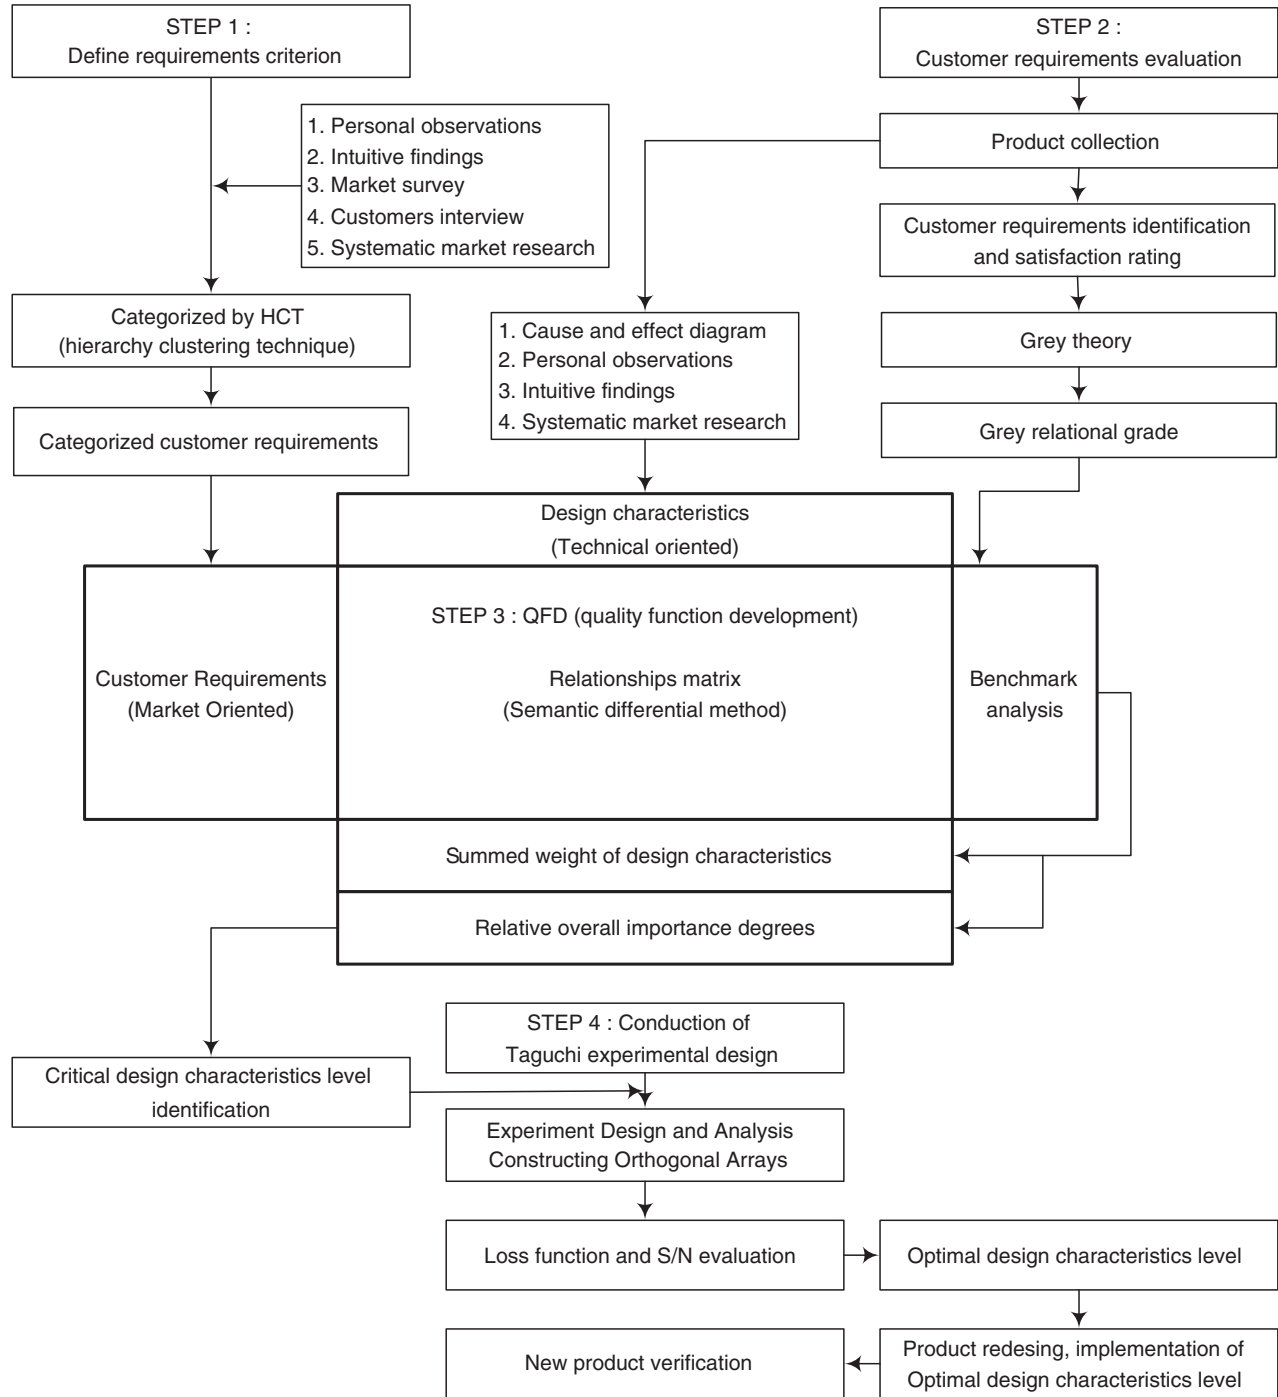 STEP 1 :
Define requirements criterion
STEP 2 :
Customer requirements evaluation
1. Personal observations
2. Intuitive findings
3. Market survey
4. Customers interview
5. Systematic market research
Product collection
Customer requirements identification
and satisfaction rating
Categorized by HCT
(hierarchy clustering technique)
1. Cause and effect diagram
2. Personal observations
3. Intuitive findings
4. Systematic market research
Grey theory
Categorized customer requirements
Grey relational grade
Design characteristics
(Technical oriented)
STEP 3 : QFD (quality function development)
Customer Requirements
(Market Oriented)
Relationships matrix
(Semantic differential method)
Benchmark
analysis
Summed weight of design characteristics
Relative overall importance degrees
STEP 4 : Conduction of
Taguchi experimental design
Critical design characteristics level
identification
Experiment Design and Analysis
Constructing Orthogonal Arrays
Loss function and S/N evaluation
Optimal design characteristics level
New product verification
Product redesing, implementation of
Optimal design characteristics level